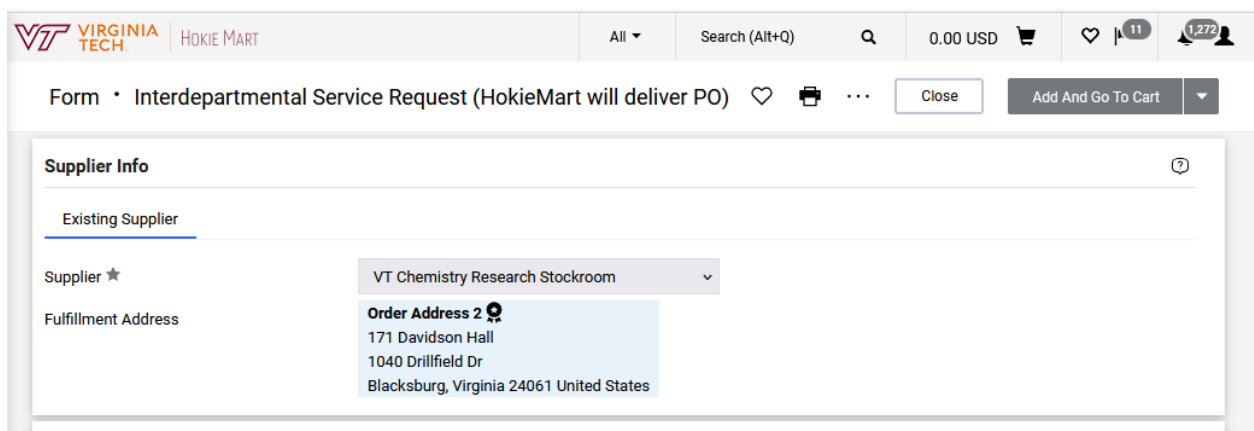 VT VIRGINIA TECH. HOKIE MART All Search (Alt+Q) 0.00 USD 11 1,272
Form · Interdepartmental Service Request (HokieMart will deliver PO) ... Close Add And Go To Cart
Supplier Info
Existing Supplier
Supplier ★ VT Chemistry Research Stockroom
Fulfillment Address Order Address 2
171 Davidson Hall
1040 Drillfield Dr
Blacksburg, Virginia 24061 United States